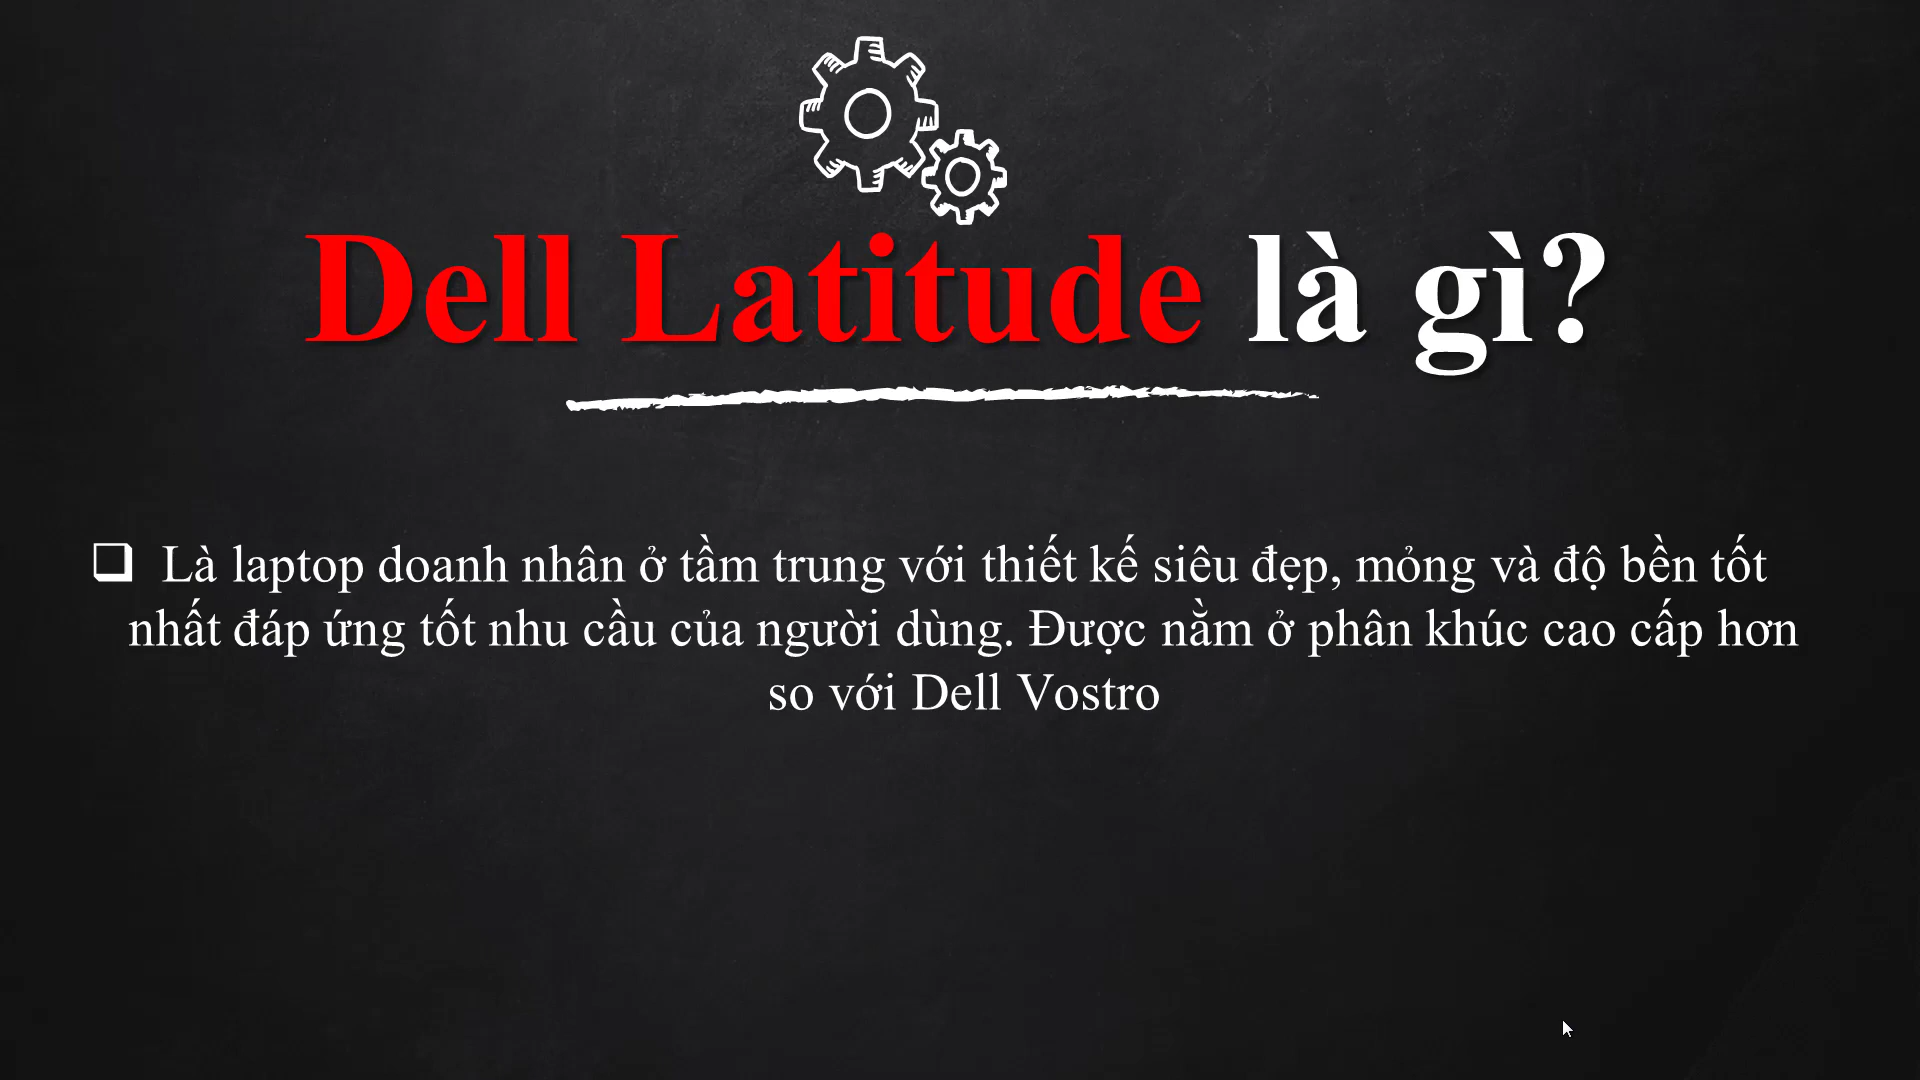 Dell Latitude là gì?
❑ Là laptop doanh nhân ở tầm trung với thiết kế siêu đẹp, mỏng và độ bền tốt
nhất đáp ứng tốt nhu cầu của người dùng. Được nằm ở phân khúc cao cấp hơn
so với Dell Vostro